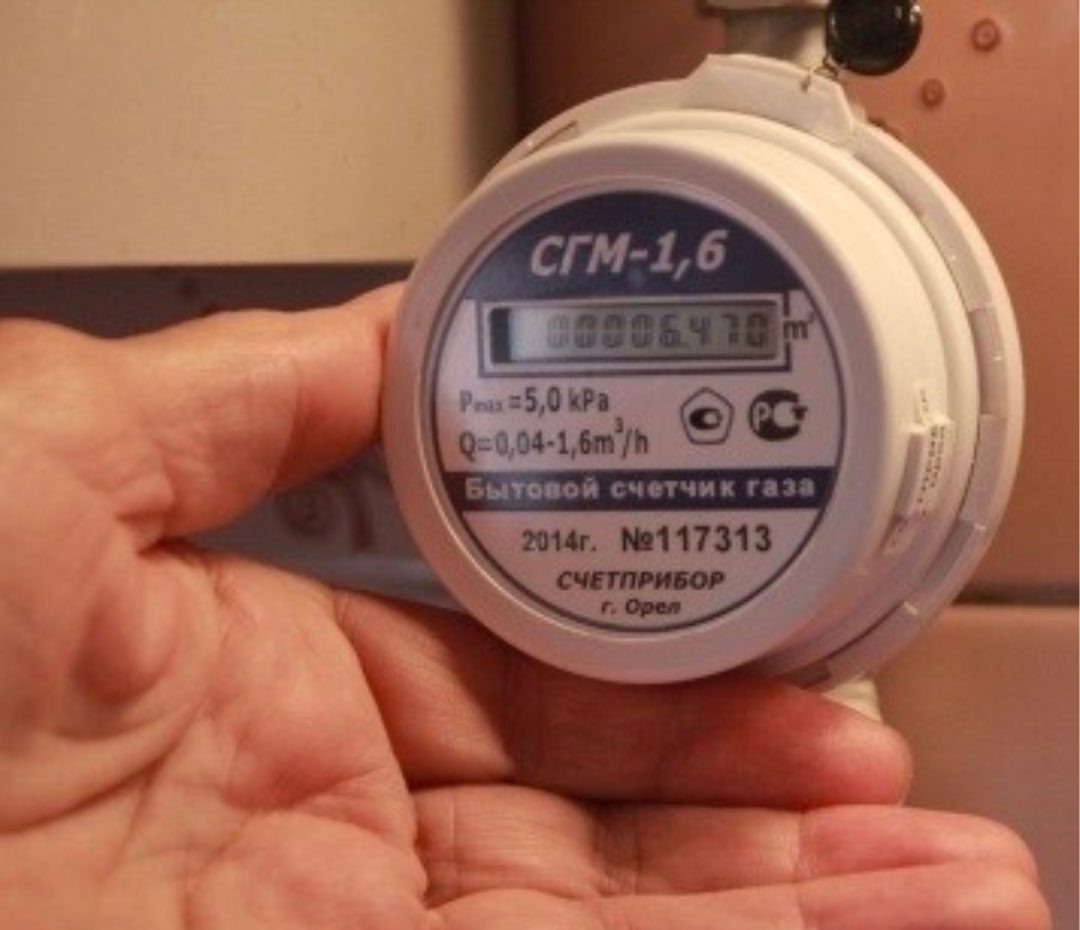 СГМ-1,6
00006.470 m³
Pmax=5,0 kPa
Q=0,04-1,6m³/h
РСТ
Бытовой счетчик газа
2014г. №117313
СЧЕТПРИБОР
г. Орел